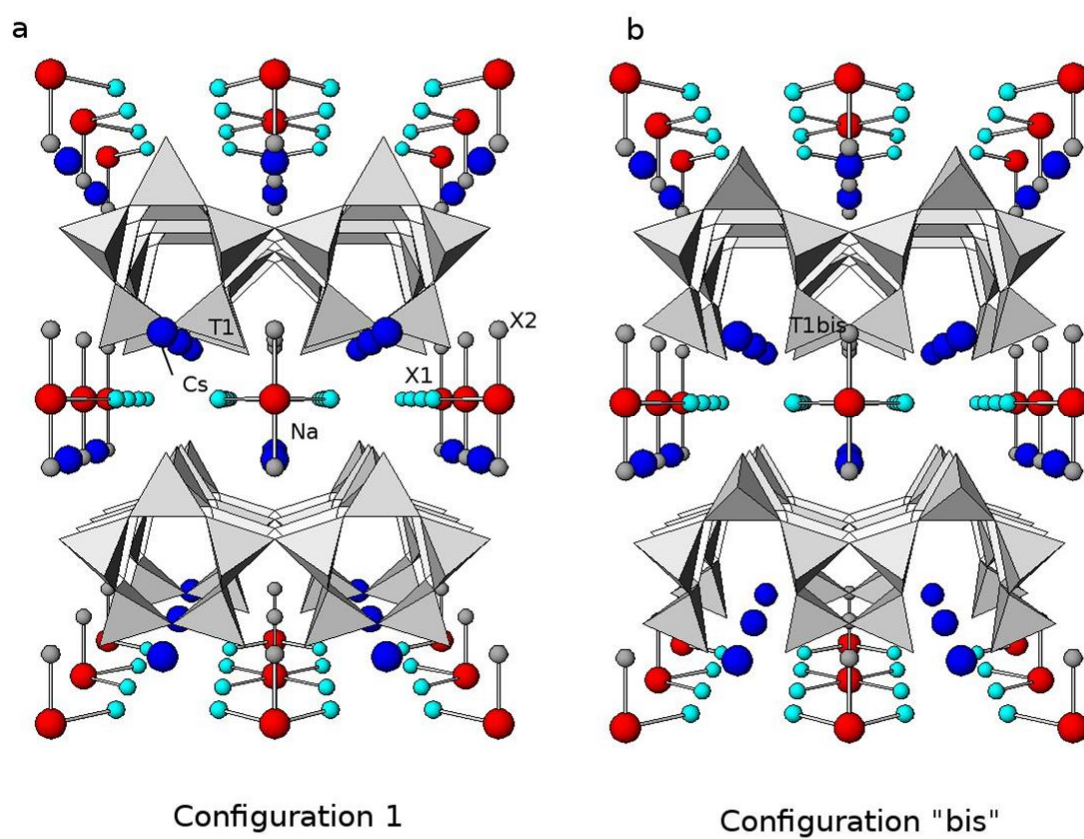 a
b
T1
X2
Cs
X1
Na
T1bis
Configuration 1
Configuration "bis"